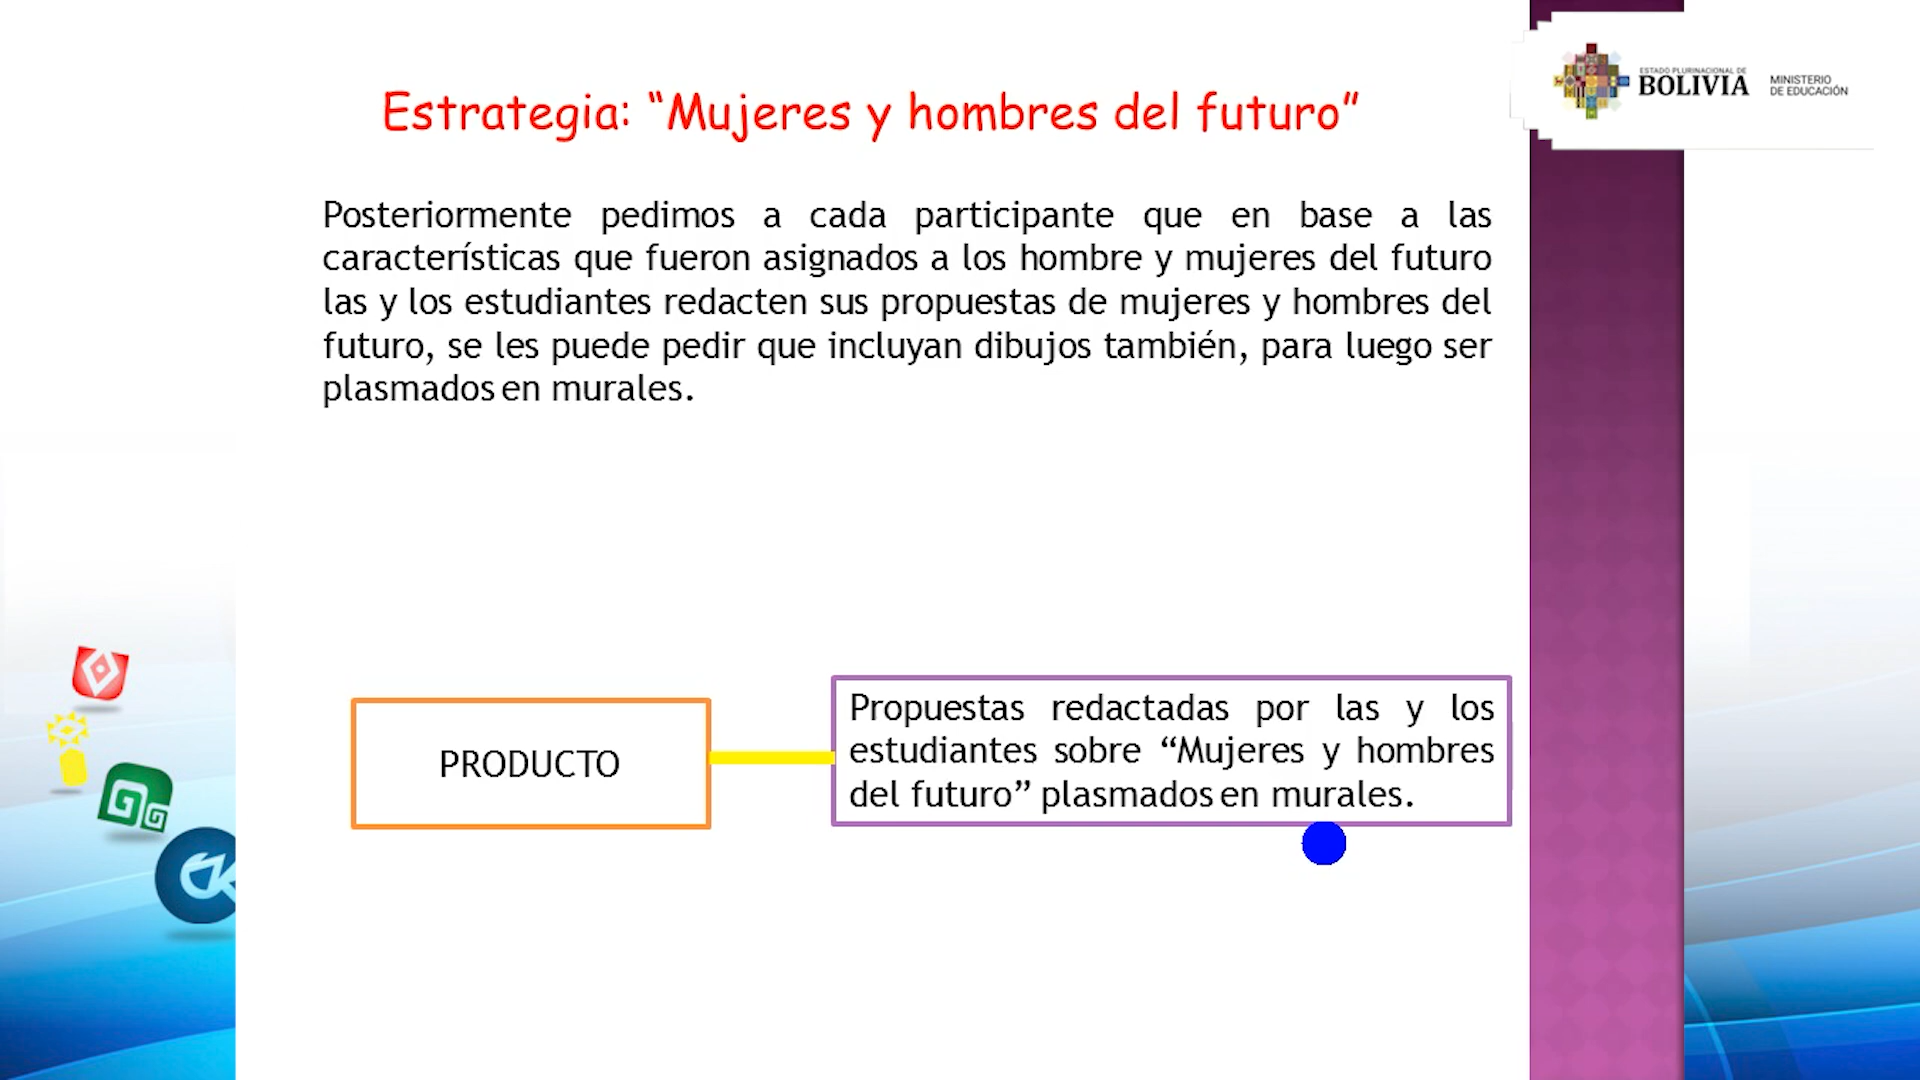 ESTADO PLURINACIONAL DE
BOLIVIA
MINISTERIO
DE EDUCACIÓN
Estrategia: “Mujeres y hombres del futuro”
Posteriormente pedimos a cada participante que en base a las
características que fueron asignados a los hombre y mujeres del futuro
las y los estudiantes redacten sus propuestas de mujeres y hombres del
futuro, se les puede pedir que incluyan dibujos también, para luego ser
plasmados en murales.
PRODUCTO
Propuestas redactadas por las y los
estudiantes sobre “Mujeres y hombres
del futuro” plasmados en murales.